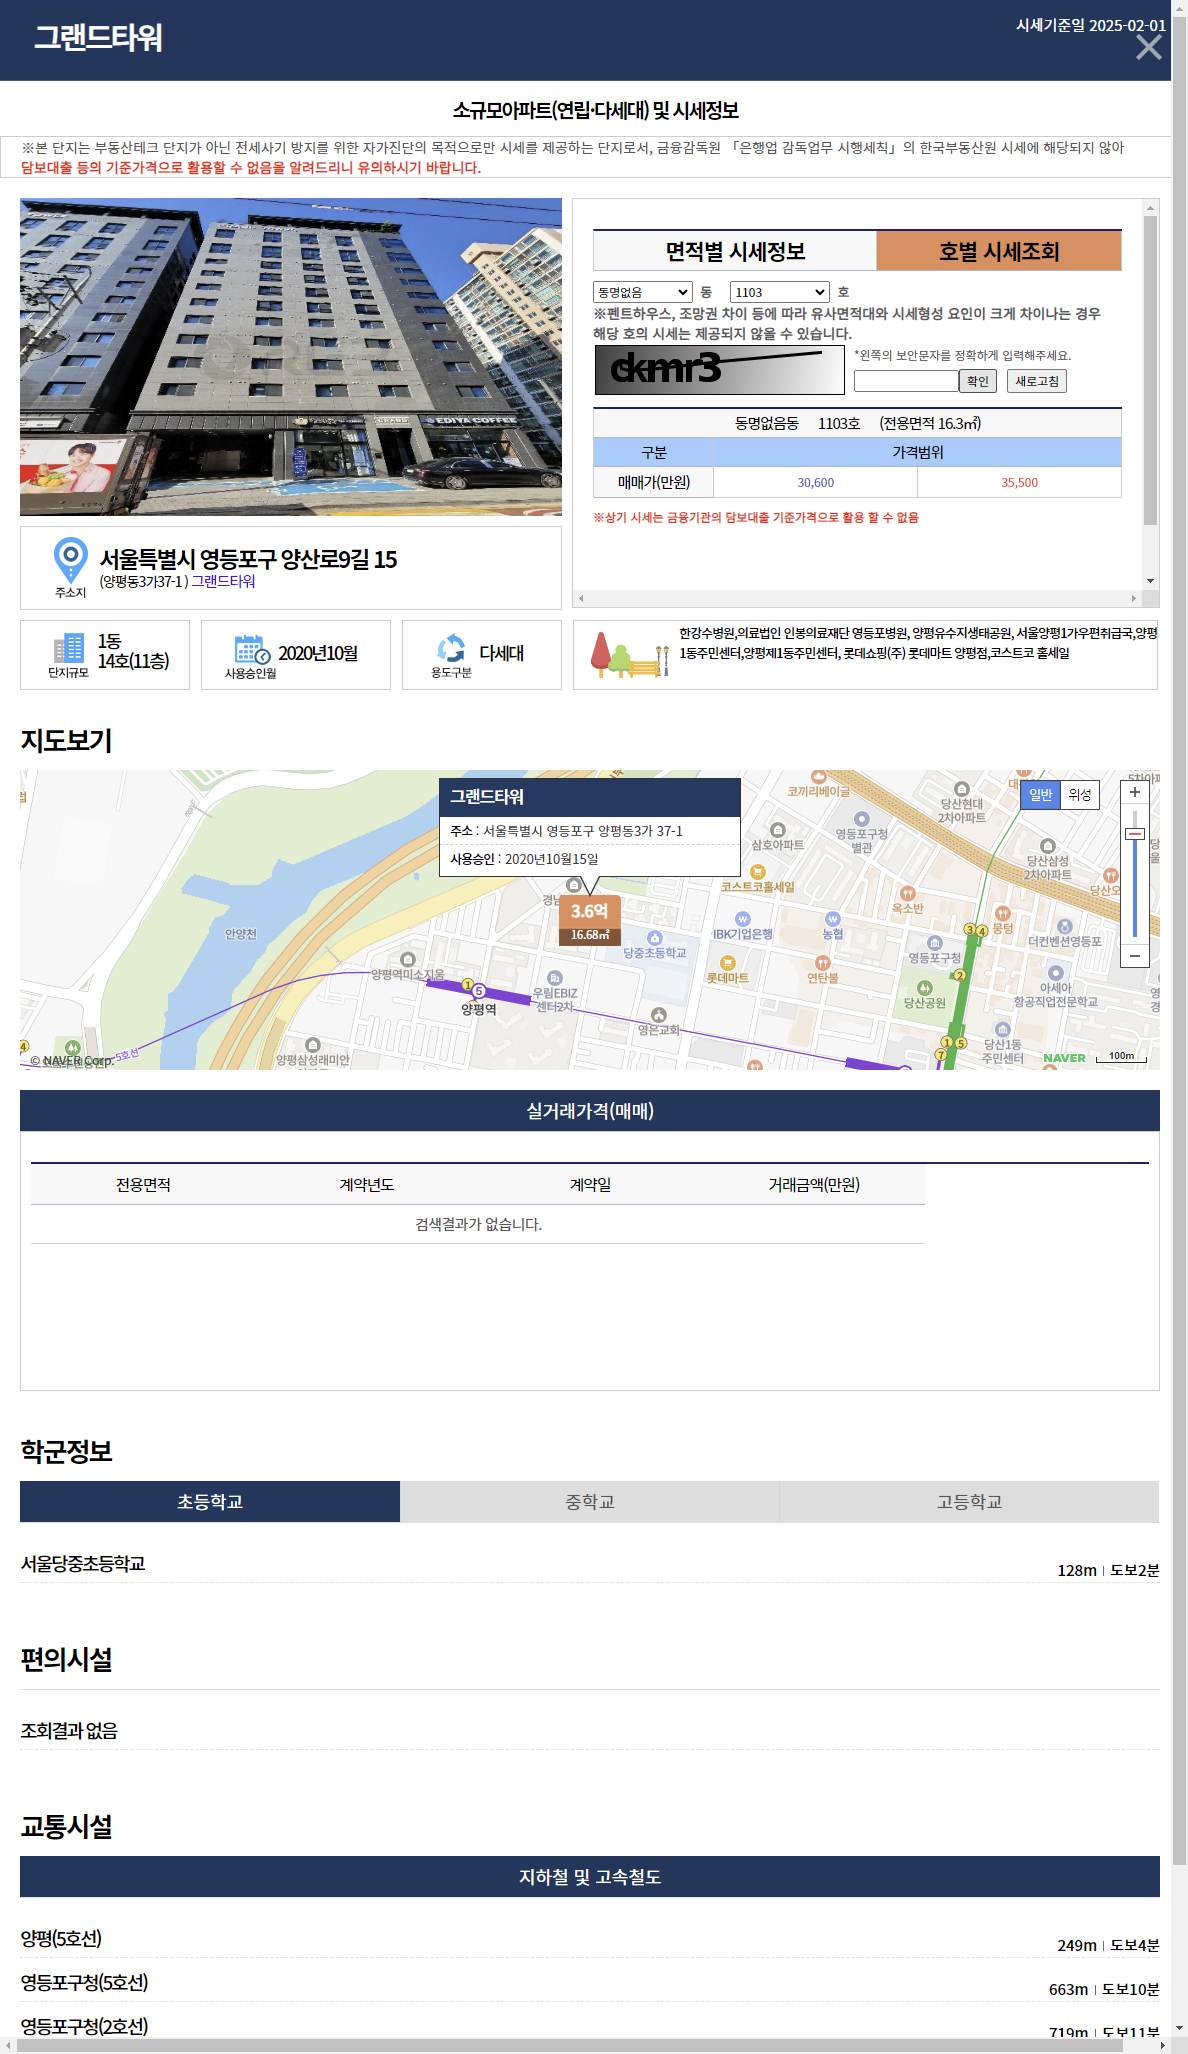 그랜드타워
시세기준일 2025-02-01
소규모아파트(연립·다세대) 및 시세정보
※본 단지는 부동산테크 단지가 아닌 전세사기 방지를 위한 자가진단의 목적으로만 시세를 제공하는 단지로서, 금융감독원 「은행업 감독업무 시행세칙」의 한국부동산원 시세에 해당되지 않아
담보대출 등의 기준가격으로 활용할 수 없음을 알려드리니 유의하시기 바랍니다.
EDIYA COFFEE
면적별 시세정보
호별 시세조회
동명없음 동 1103 호
※펜트하우스, 조망권 차이 등에 따라 유사면적대와 시세형성 요인이 크게 차이나는 경우
해당 호의 시세는 제공되지 않을 수 있습니다.
dkmr3
*왼쪽의 보안문자를 정확하게 입력해주세요.
확인 새로고침
동명없음동 1103호 (전용면적 16.3㎡)
구분 가격범위
매매가(만원) 30,600 35,500
※상기 시세는 금융기관의 담보대출 기준가격으로 활용 할 수 없음
주소지
서울특별시 영등포구 양산로9길 15
(양평동3가37-1 ) 그랜드타워
단지규모
1동
14호(11층)
사용승인월
2020년10월
용도구분
다세대
한강수병원,의료법인 인봉의료재단 영등포병원, 양평유수지생태공원, 서울양평1가우편취급국,양평
1동주민센터,양평제1동주민센터, 롯데쇼핑(주) 롯데마트 양평점,코스트코 홀세일
지도보기
그랜드타워
주소 : 서울특별시 영등포구 양평동3가 37-1
사용승인 : 2020년10월15일
3.6억
16.68㎡
일반 위성
코끼리베이글
당산현대
2차아파트
영등포구청
별관
삼호아파트
당산삼성
2차아파트
당산오
코스트코홀세일
옥소반
뭉텅
IBK기업은행
농협
더컨벤션영등포
안양천
당중초등학교
영등포구청
롯데마트
연탄불
아세아
항공직업전문학교
양평역미소지움
우림EBIZ
센터2차
당산공원
5
양평역
영은교회
당산1동
주민센터
양평삼성래미안
5호선
© NAVER Corp.
NAVER
100m
실거래가격(매매)
전용면적 계약년도 계약일 거래금액(만원)
검색결과가 없습니다.
학군정보
초등학교 중학교 고등학교
서울당중초등학교
128m | 도보2분
편의시설
조회결과 없음
교통시설
지하철 및 고속철도
양평(5호선)
249m | 도보4분
영등포구청(5호선)
663m | 도보10분
영등포구청(2호선)
719m | 도보11분